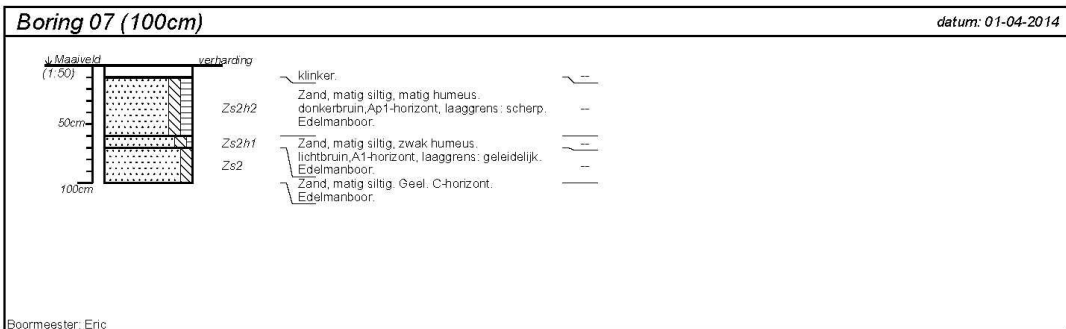 Boring 07 (100cm)
datum: 01-04-2014
Maaiveld
verharding
(1:50)
klinker.
--
Zand, matig siltig, matig humeus.
Zs2h2
donkerbruin,Ap1-horizont, laaggrens: scherp.
--
Edelmanboor.
50cm
Zs2h1
Zand, matig siltig, zwak humeus.
--
lichtbruin,A1-horizont, laaggrens: geleidelijk.
Zs2
Edelmanboor.
--
Zand, matig siltig. Geel. C-horizont.
100cm
Edelmanboor.
Boormeester: Eric